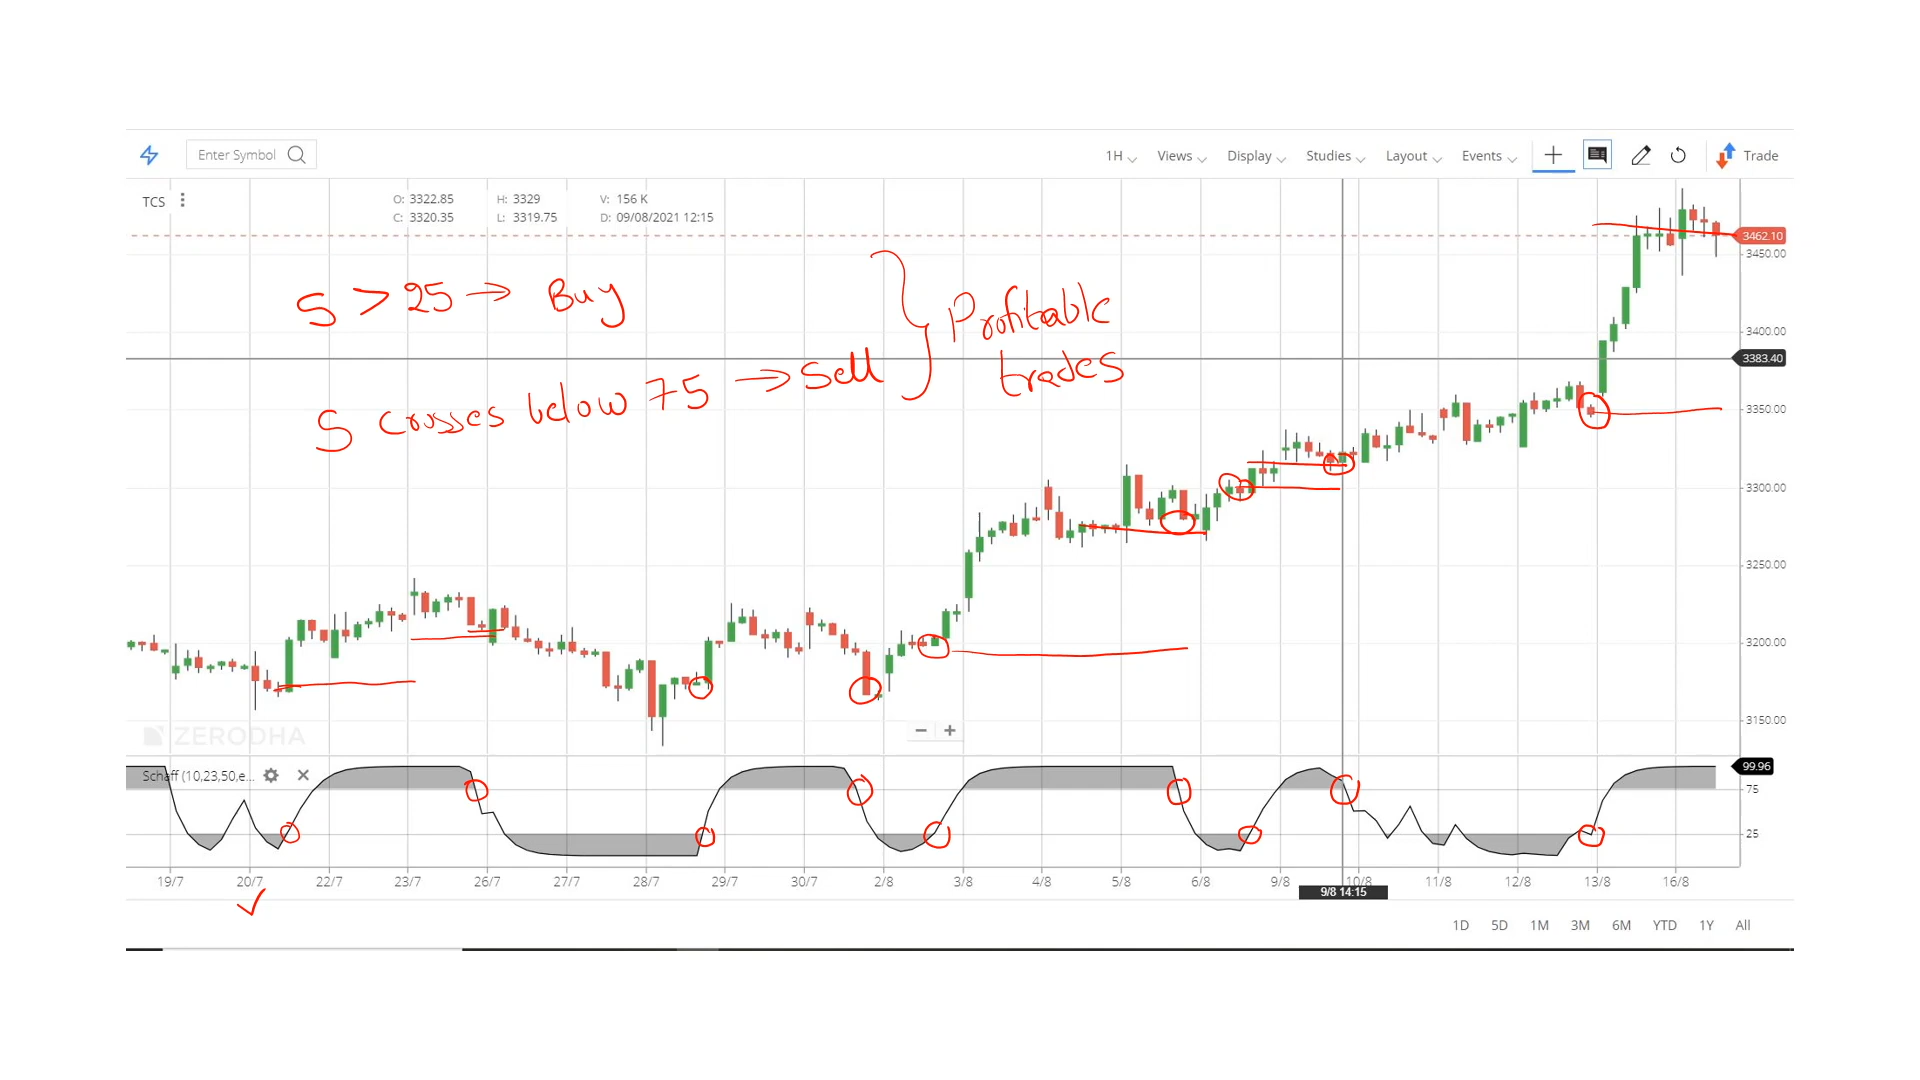 Enter Symbol
1H Views Display Studies Layout Events Trade
TCS
O: 3322.85 H: 3329 V: 156 K
C: 3320.35 L: 3319.75 D: 09/08/2021 12:15
3462.10
3450.00
S > 25 → Buy
Profitable
3400.00
3383.40
trades
S crosses below 75 → Sell
3350.00
3300.00
3250.00
3200.00
3150.00
ZERODHA
− +
Schaff (10,23,50,e... 99.96
75
25
19/7 20/7 22/7 23/7 26/7 27/7 28/7 29/7 30/7 2/8 3/8 4/8 5/8 6/8 9/8 10/8 11/8 12/8 13/8 16/8
9/8 14:15
1D 5D 1M 3M 6M YTD 1Y All